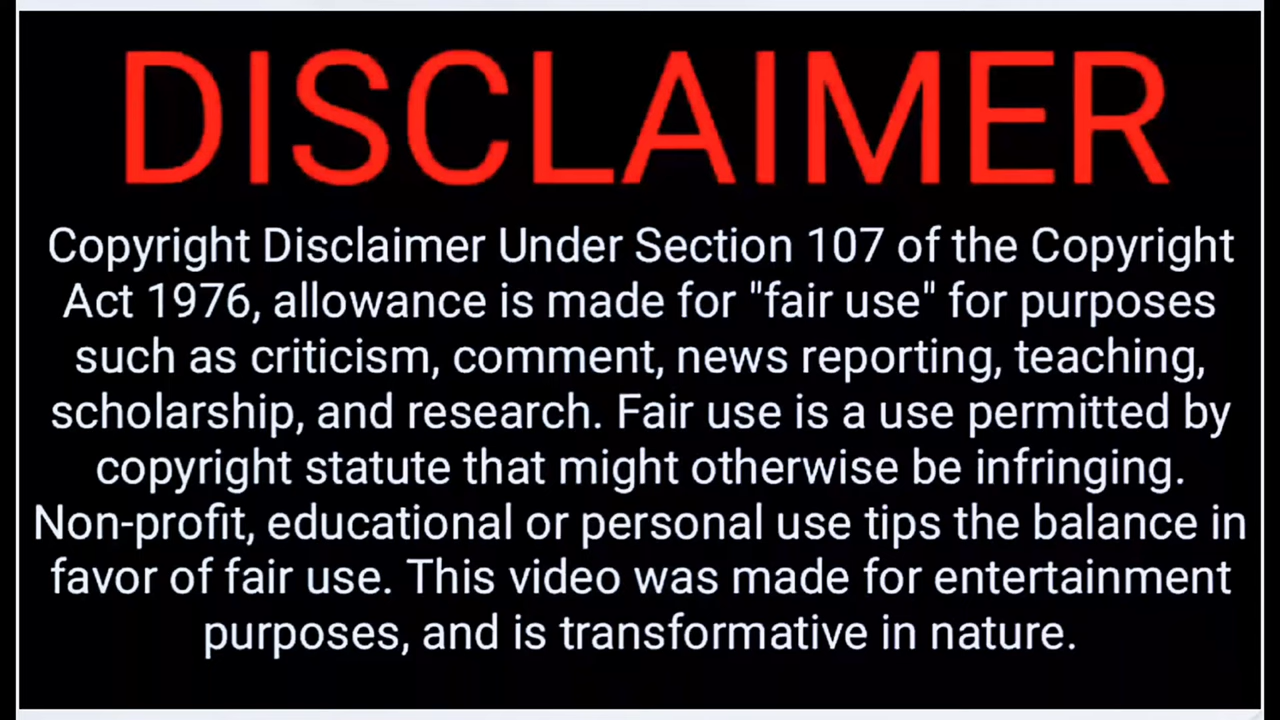 DISCLAIMER
Copyright Disclaimer Under Section 107 of the Copyright
Act 1976, allowance is made for "fair use" for purposes
such as criticism, comment, news reporting, teaching,
scholarship, and research. Fair use is a use permitted by
copyright statute that might otherwise be infringing.
Non-profit, educational or personal use tips the balance in
favor of fair use. This video was made for entertainment
purposes, and is transformative in nature.